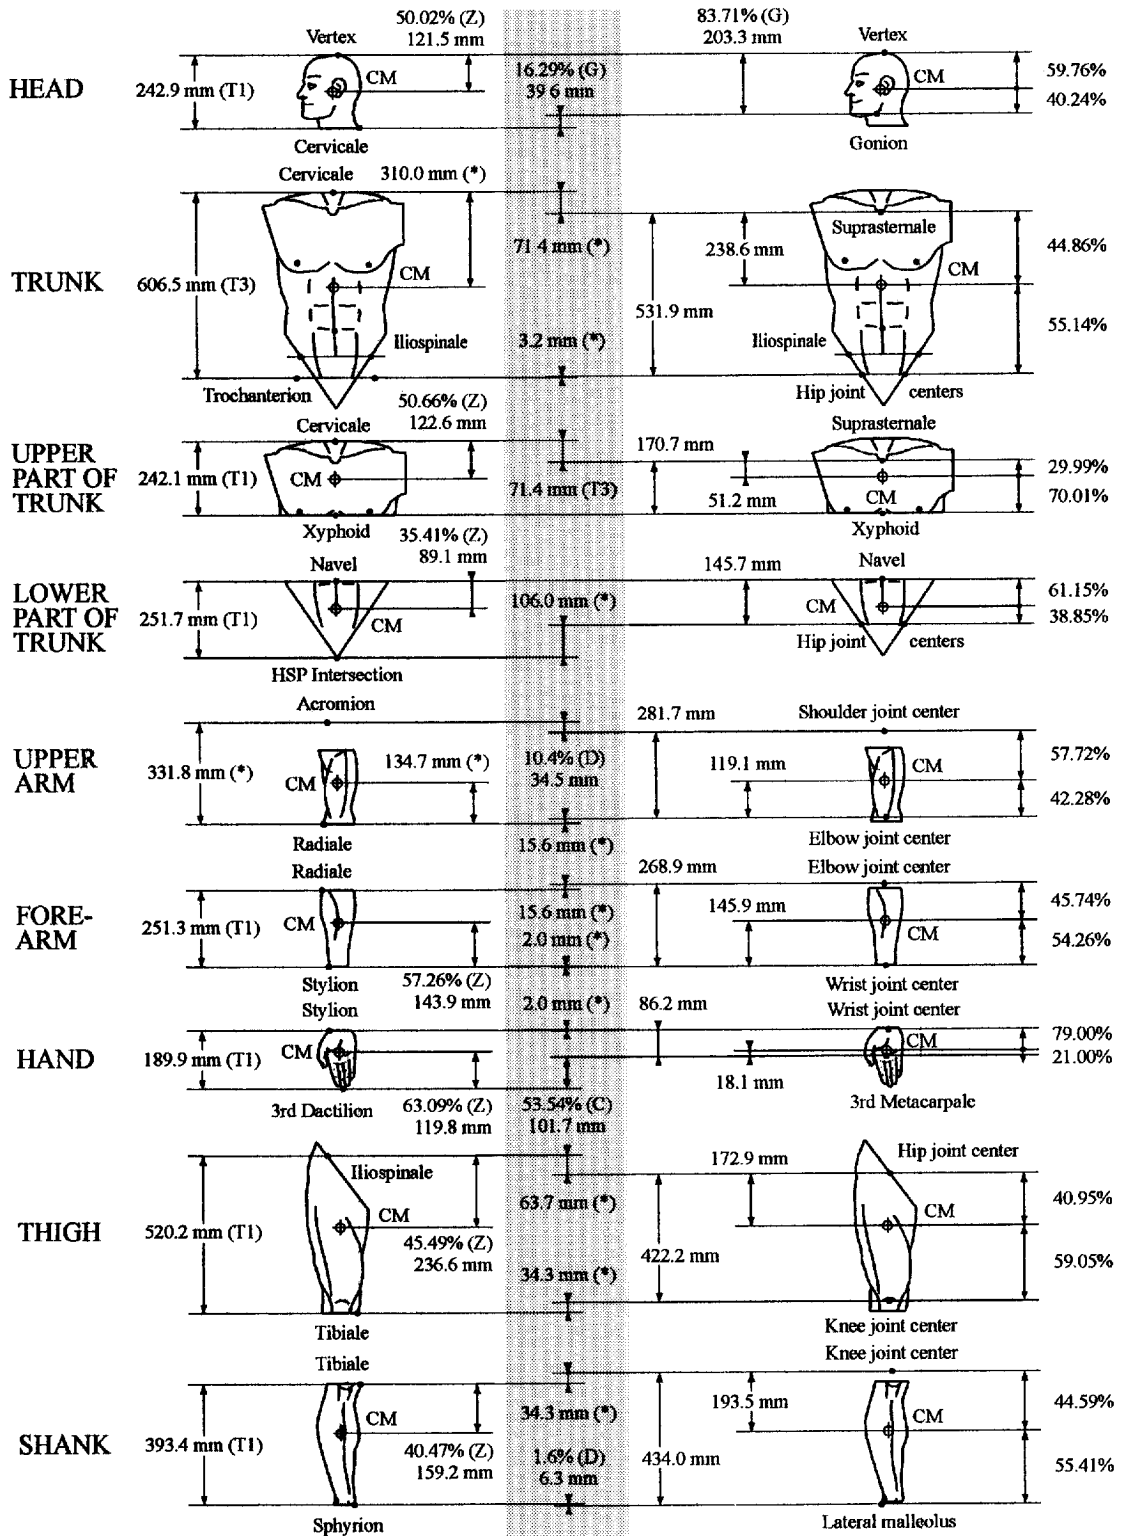 50.02% (Z)
121.5 mm
83.71% (G)
203.3 mm
HEAD
Vertex
242.9 mm (T1)
CM
Cervicale
16.29% (G)
39.6 mm
Vertex
CM
Gonion
59.76%
40.24%
TRUNK
Cervicale
310.0 mm (*)
606.5 mm (T3)
CM
Iliospinale
Trochanterion
71.4 mm (*)
3.2 mm (*)
238.6 mm
531.9 mm
Suprasternale
CM
Iliospinale
Hip joint centers
44.86%
55.14%
UPPER
PART OF
TRUNK
50.66% (Z)
122.6 mm
Cervicale
242.1 mm (T1)
CM
Xyphoid
71.4 mm (T3)
170.7 mm
51.2 mm
Suprasternale
CM
Xyphoid
29.99%
70.01%
LOWER
PART OF
TRUNK
35.41% (Z)
89.1 mm
Navel
251.7 mm (T1)
CM
HSP Intersection
106.0 mm (*)
145.7 mm
Navel
CM
Hip joint centers
61.15%
38.85%
UPPER
ARM
Acromion
331.8 mm (*)
CM
134.7 mm (*)
Radiale
10.4% (D)
34.5 mm
15.6 mm (*)
281.7 mm
119.1 mm
Shoulder joint center
CM
Elbow joint center
57.72%
42.28%
FORE-
ARM
Radiale
251.3 mm (T1)
CM
Stylion
57.26% (Z)
143.9 mm
15.6 mm (*)
2.0 mm (*)
268.9 mm
145.9 mm
Elbow joint center
CM
Wrist joint center
45.74%
54.26%
HAND
Stylion
189.9 mm (T1)
CM
3rd Dactilion
63.09% (Z)
119.8 mm
2.0 mm (*)
53.54% (C)
101.7 mm
86.2 mm
18.1 mm
Wrist joint center
CM
3rd Metacarpale
79.00%
21.00%
THIGH
Iliospinale
520.2 mm (T1)
CM
45.49% (Z)
236.6 mm
Tibiale
63.7 mm (*)
34.3 mm (*)
172.9 mm
422.2 mm
Hip joint center
CM
Knee joint center
40.95%
59.05%
SHANK
Tibiale
393.4 mm (T1)
CM
40.47% (Z)
159.2 mm
Sphyrion
34.3 mm (*)
1.6% (D)
6.3 mm
193.5 mm
434.0 mm
Knee joint center
CM
Lateral malleolus
44.59%
55.41%